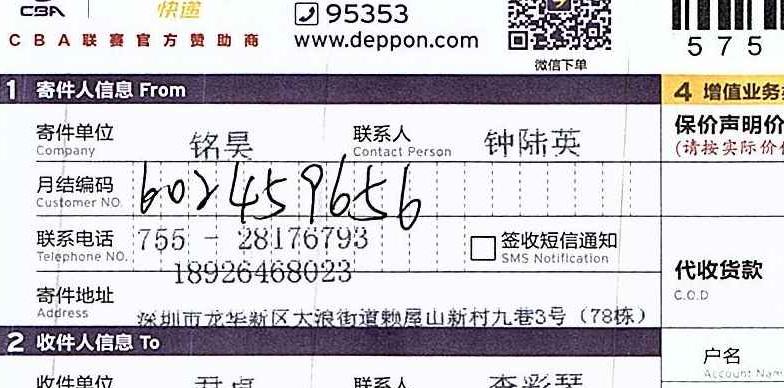 CBA 快递 95353
CBA联赛官方赞助商 www.deppon.com
微信下单
575
1 寄件人信息 From
4 增值业务
寄件单位 铭昊 联系人 钟陆英
Company Contact Person
保价声明价
(请按实际价
月结编码 602459656
Customer NO.
联系电话 755 - 28176793 签收短信通知
Telephone NO. SMS Notification
18926468023
代收货款
C.O.D
寄件地址
Address
深圳市龙华新区大浪街道赖屋山新村九巷3号(78栋)
2 收件人信息 To
户名
Account Name
收件单位 联系人 李彩琴